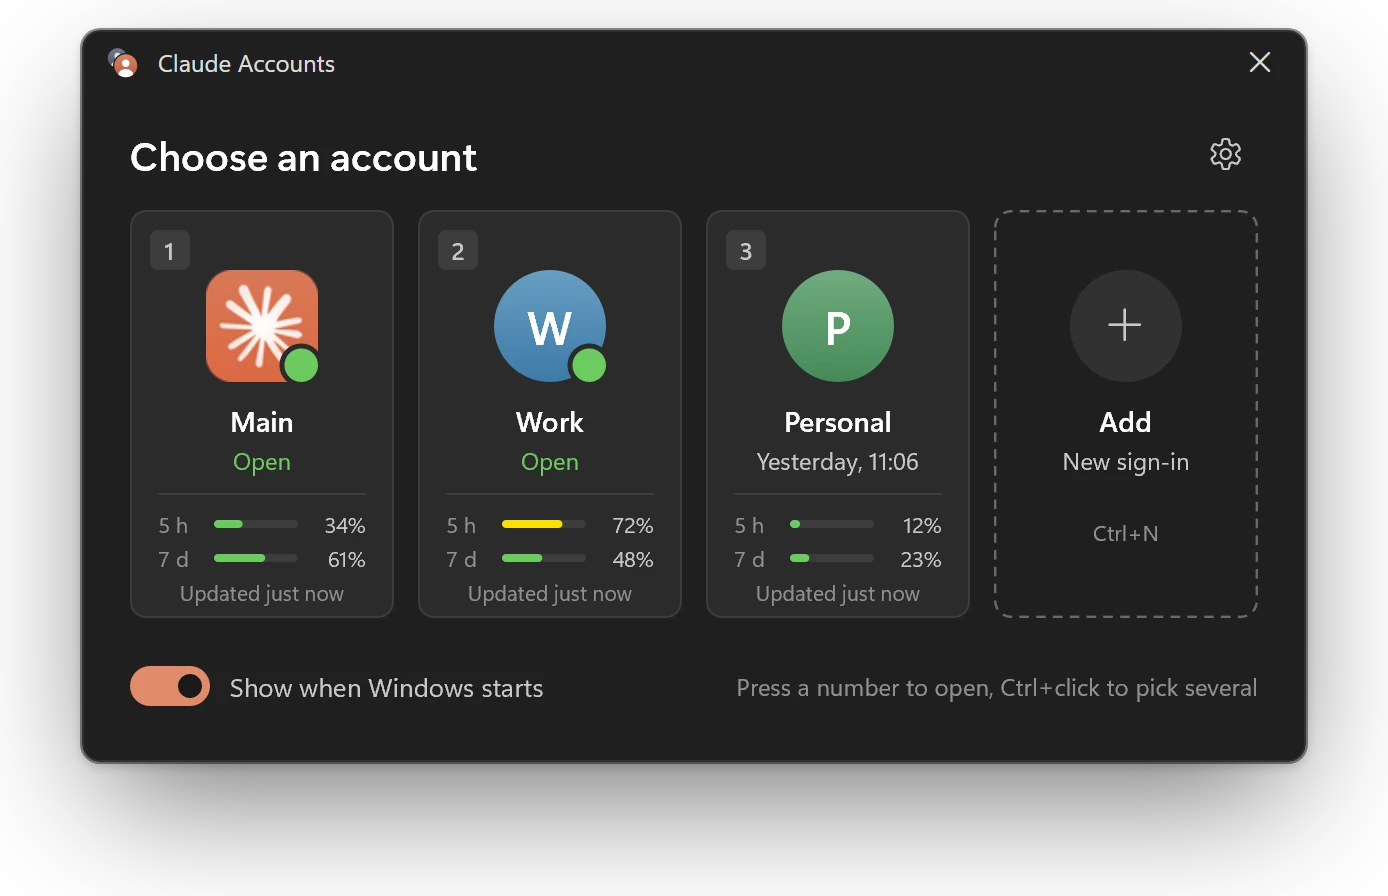 Claude Accounts
Choose an account
1
Main
Open
5 h 34%
7 d 61%
Updated just now
2
W
Work
Open
5 h 72%
7 d 48%
Updated just now
3
P
Personal
Yesterday, 11:06
5 h 12%
7 d 23%
Updated just now
Add
New sign-in
Ctrl+N
Show when Windows starts
Press a number to open, Ctrl+click to pick several